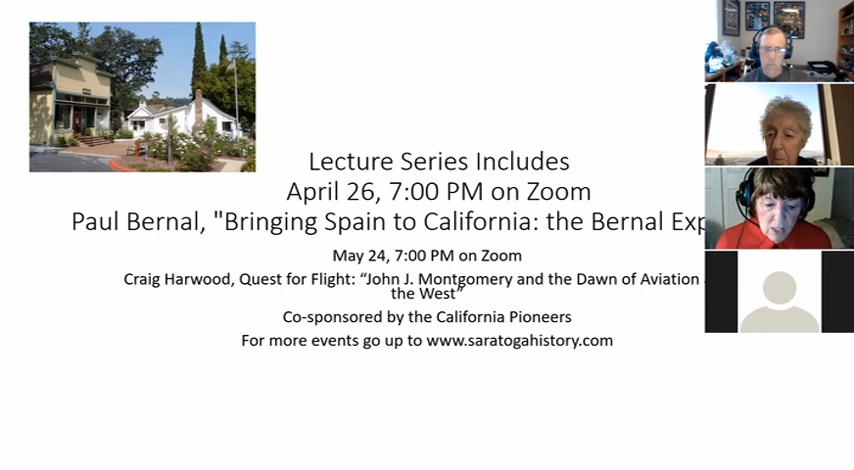 Lecture Series Includes
April 26, 7:00 PM on Zoom
Paul Bernal, "Bringing Spain to California: the Bernal
May 24, 7:00 PM on Zoom
Craig Harwood, Quest for Flight: “John J. Montgomery and the Dawn of Aviation
the West”
Co-sponsored by the California Pioneers
For more events go up to www.saratogahistory.com